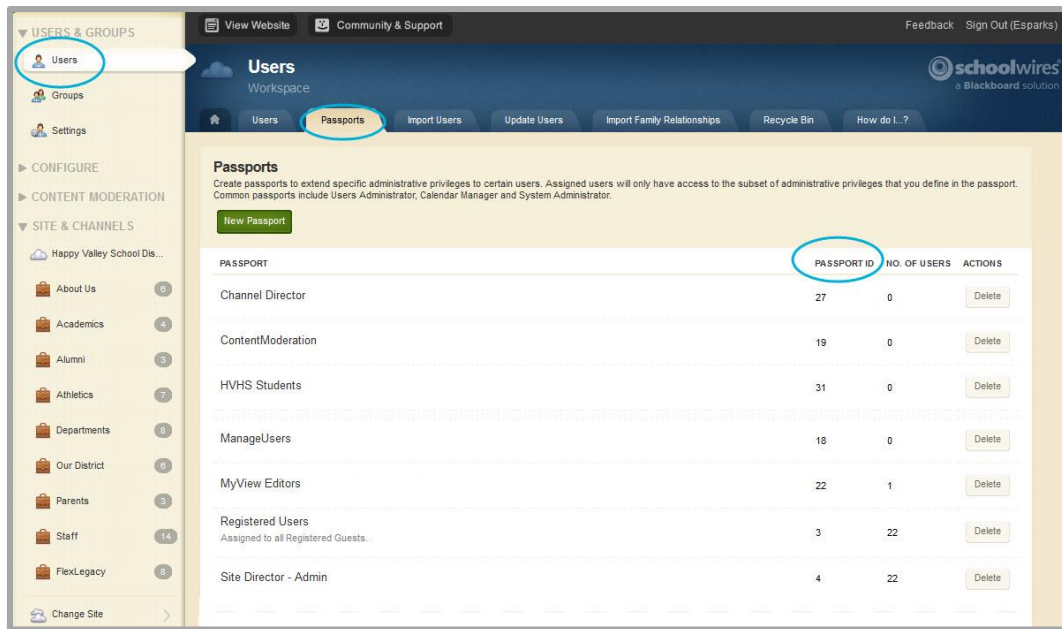 USERS & GROUPS
Users
Groups
Settings
CONFIGURE
CONTENT MODERATION
SITE & CHANNELS
Happy Valley School Dis...
About Us 6
Academics 4
Alumni 3
Athletics 7
Departments 8
Our District 6
Parents 3
Staff 14
FlexLegacy 8
Change Site
View Website Community & Support Feedback Sign Out (Esparks)
Users
Workspace
schoolwires
a Blackboard solution
Users Passports Import Users Update Users Import Family Relationships Recycle Bin How do I...?
Passports
Create passports to extend specific administrative privileges to certain users. Assigned users will only have access to the subset of administrative privileges that you define in the passport.
Common passports include Users Administrator, Calendar Manager and System Administrator.
New Passport
PASSPORT PASSPORT ID NO. OF USERS ACTIONS
Channel Director 27 0 Delete
ContentModeration 19 0 Delete
HVHS Students 31 0 Delete
ManageUsers 18 0 Delete
MyView Editors 22 1 Delete
Registered Users 3 22 Delete
Assigned to all Registered Guests.
Site Director - Admin 4 22 Delete